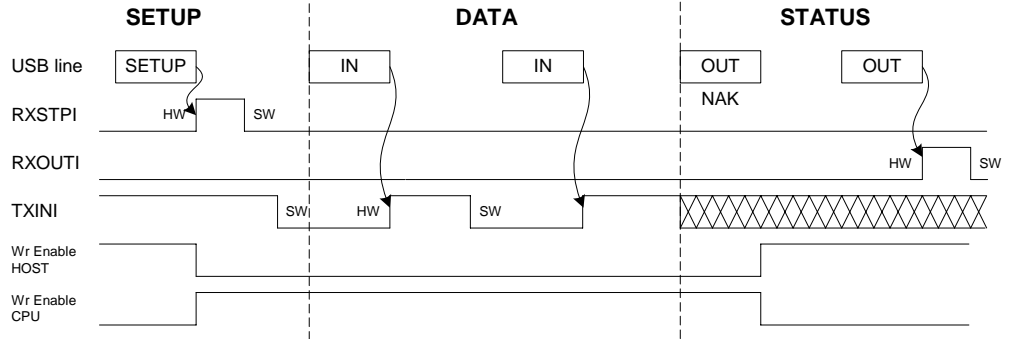 SETUP DATA STATUS
USB line SETUP IN IN OUT OUT
NAK
RXSTPI HW SW
RXOUTI HW SW
TXINI SW HW SW
Wr Enable
HOST
Wr Enable
CPU